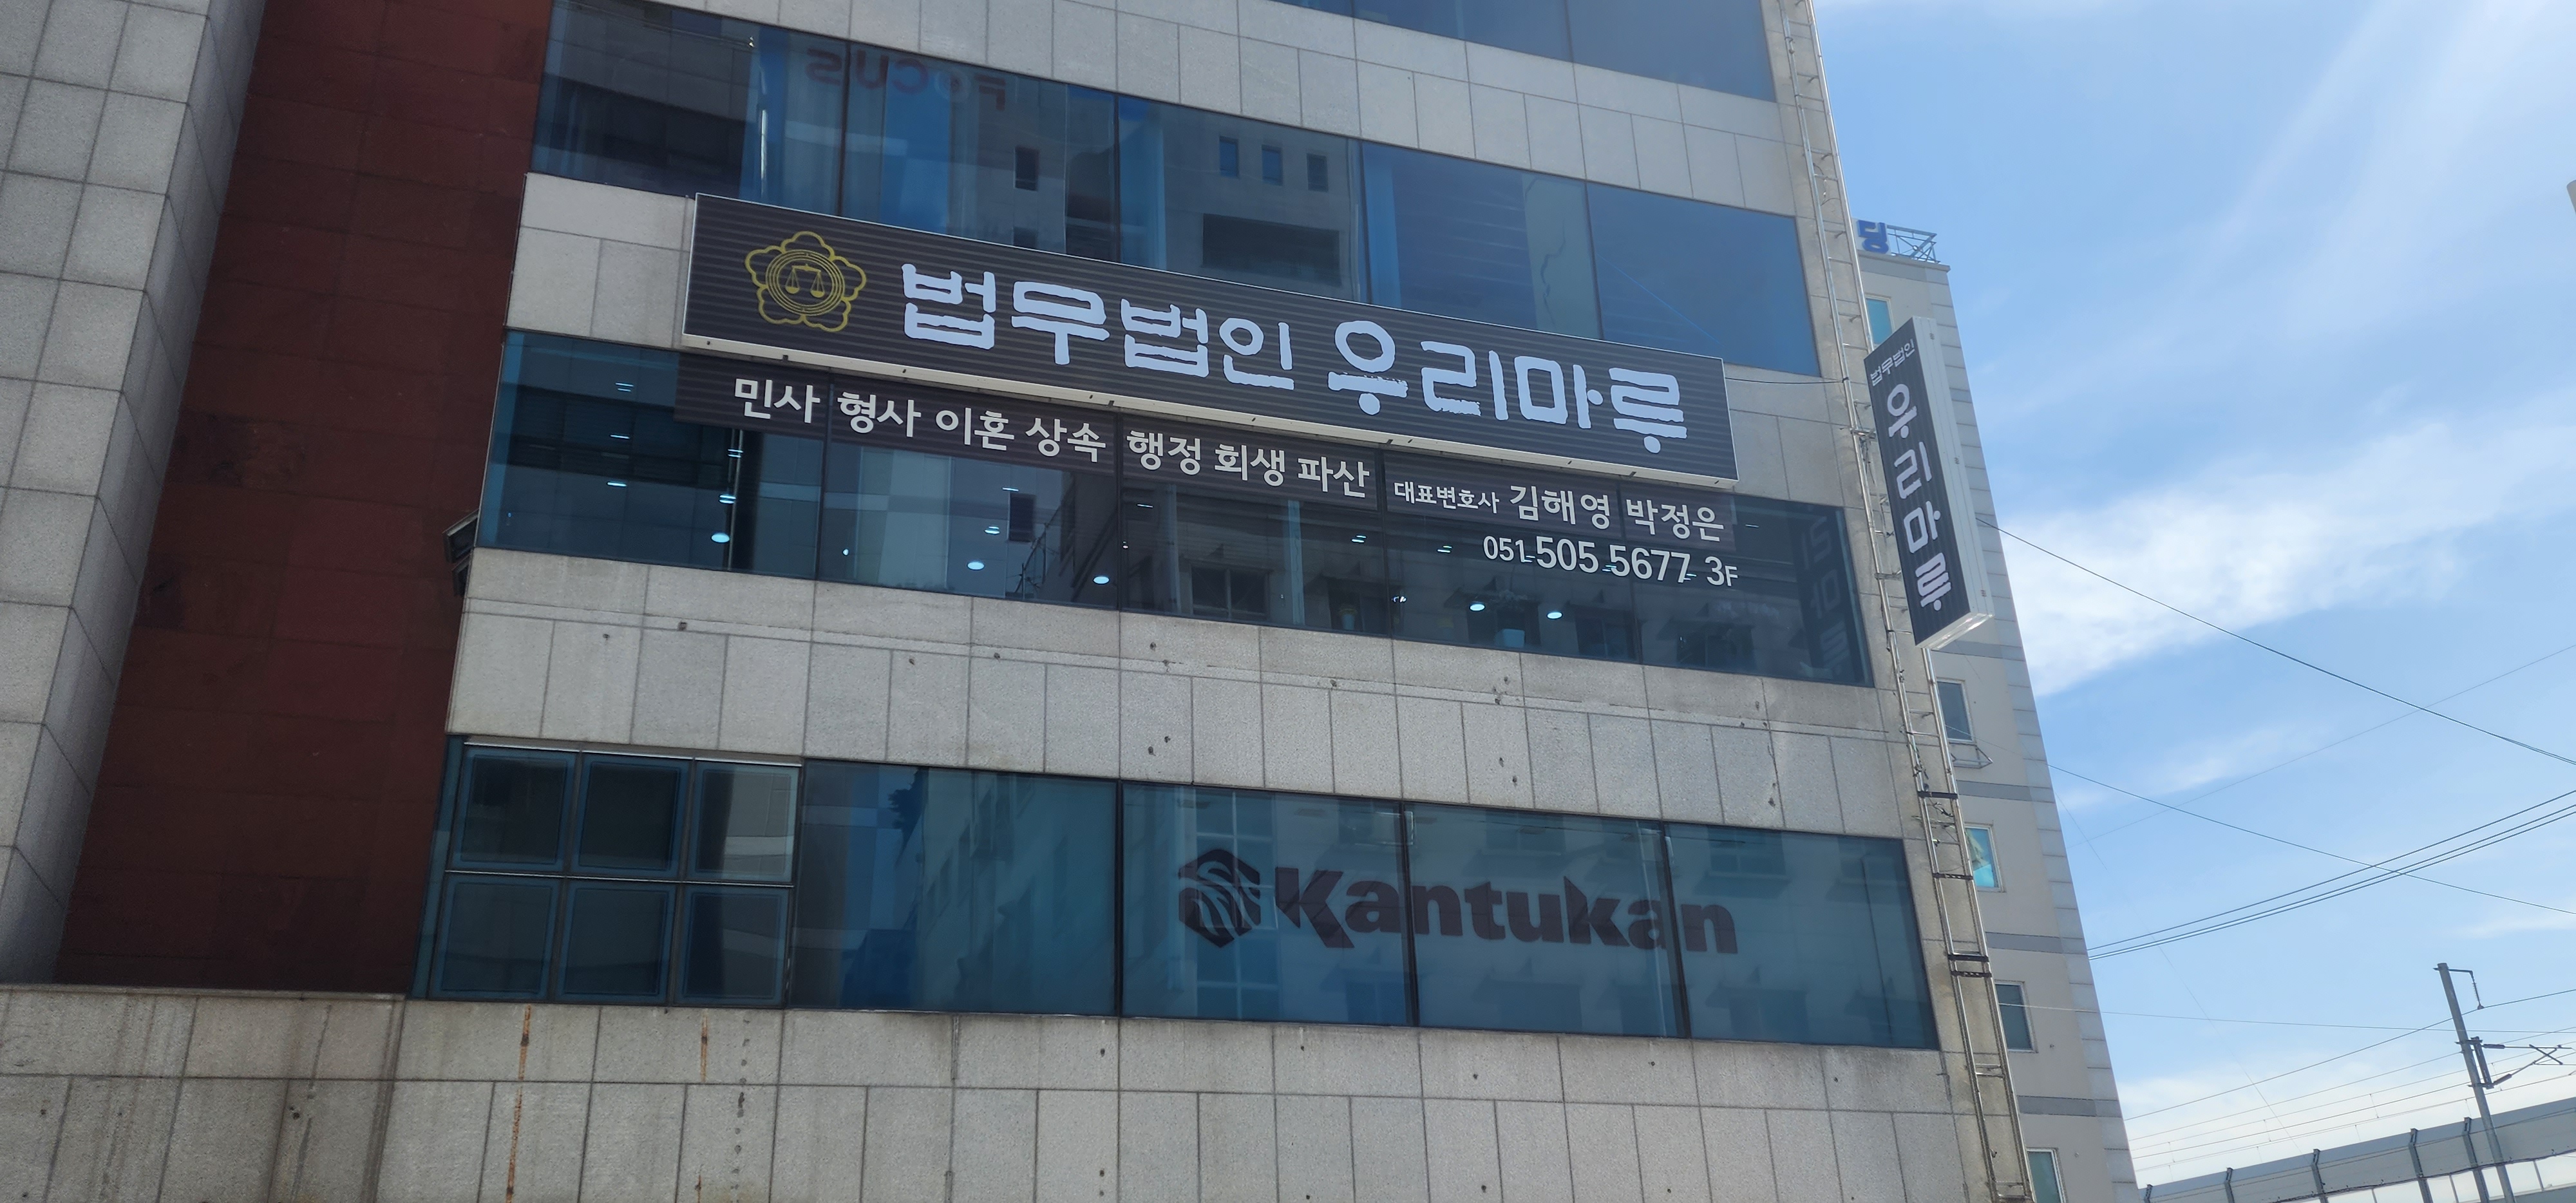 FOCUS
법무법인 우리마루
민사 형사 이혼 상속 행정 회생 파산
대표변호사 김해영 박정은
051-505-5677 3F
딩
법무법인
우리마루
Kantukan